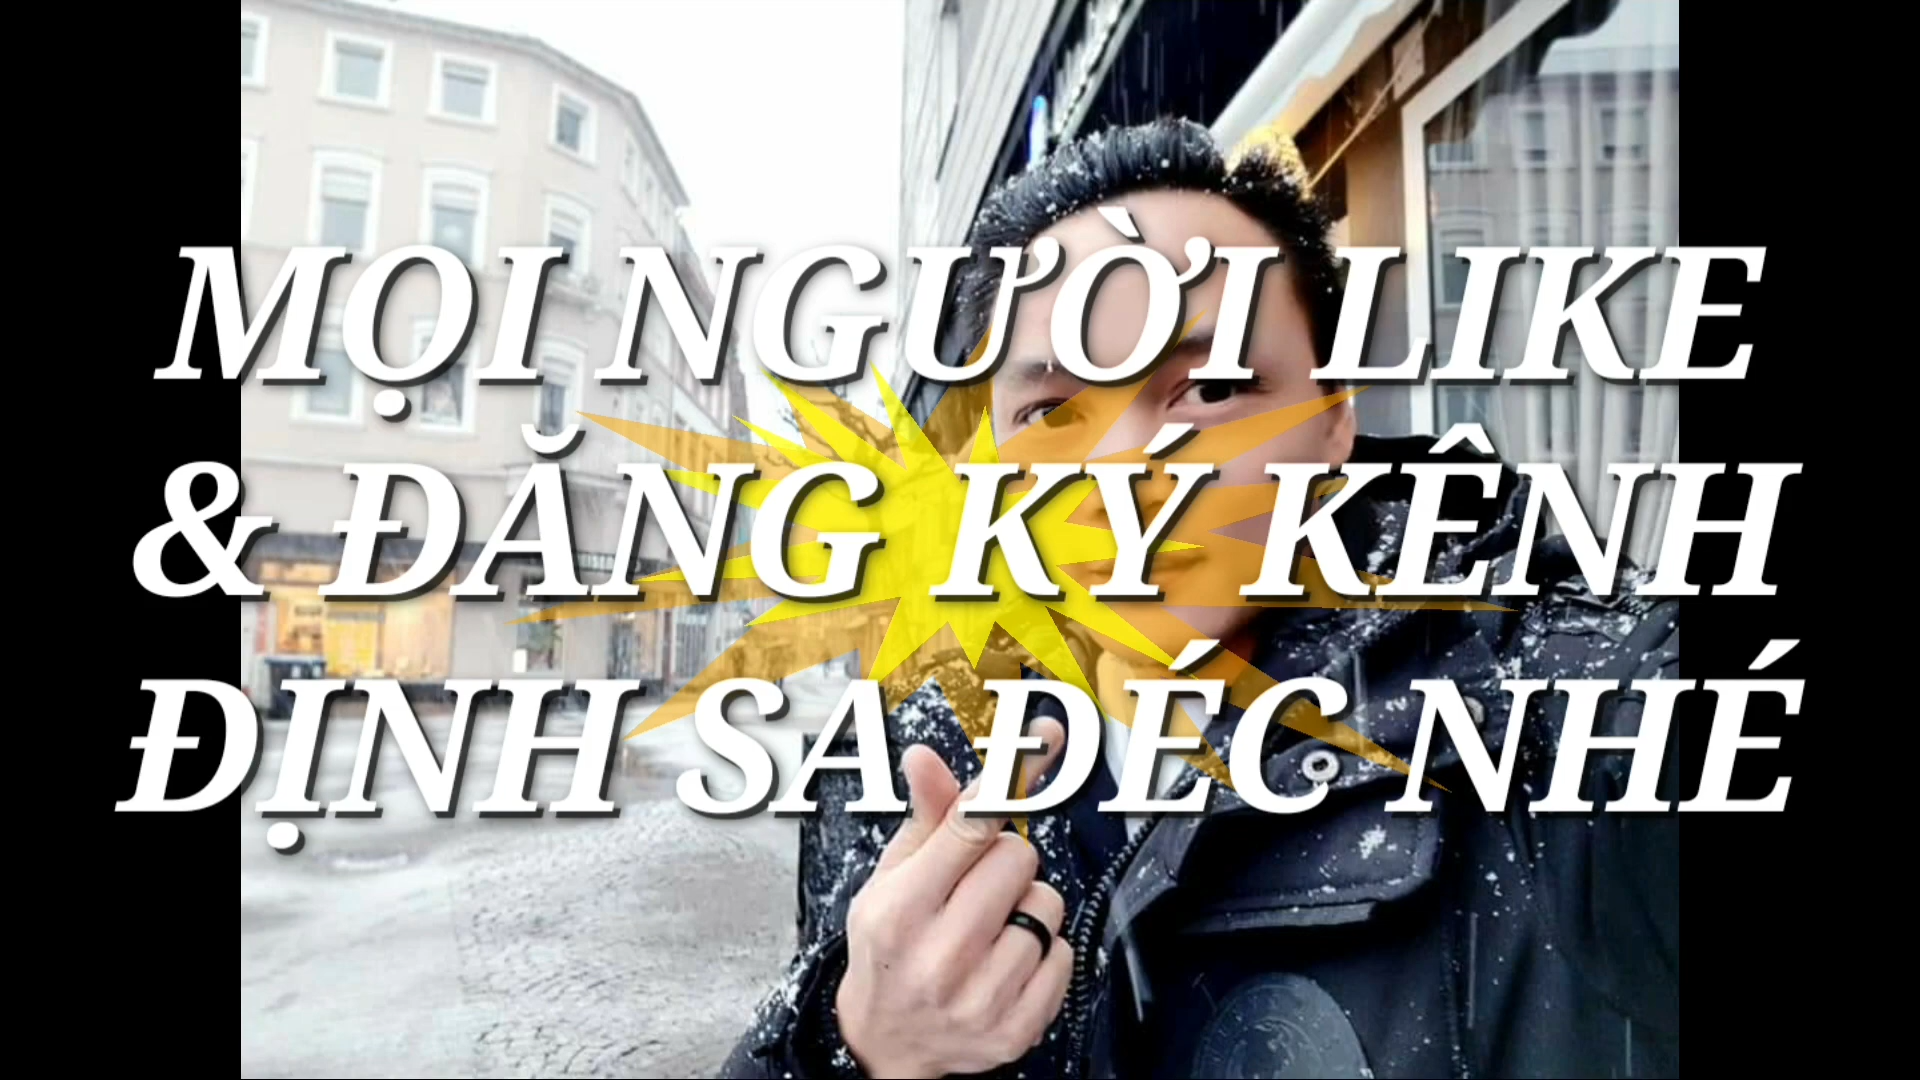 MỌI NGƯỜI LIKE
& ĐĂNG KÝ KÊNH
ĐỊNH SA ĐÉC NHÉ